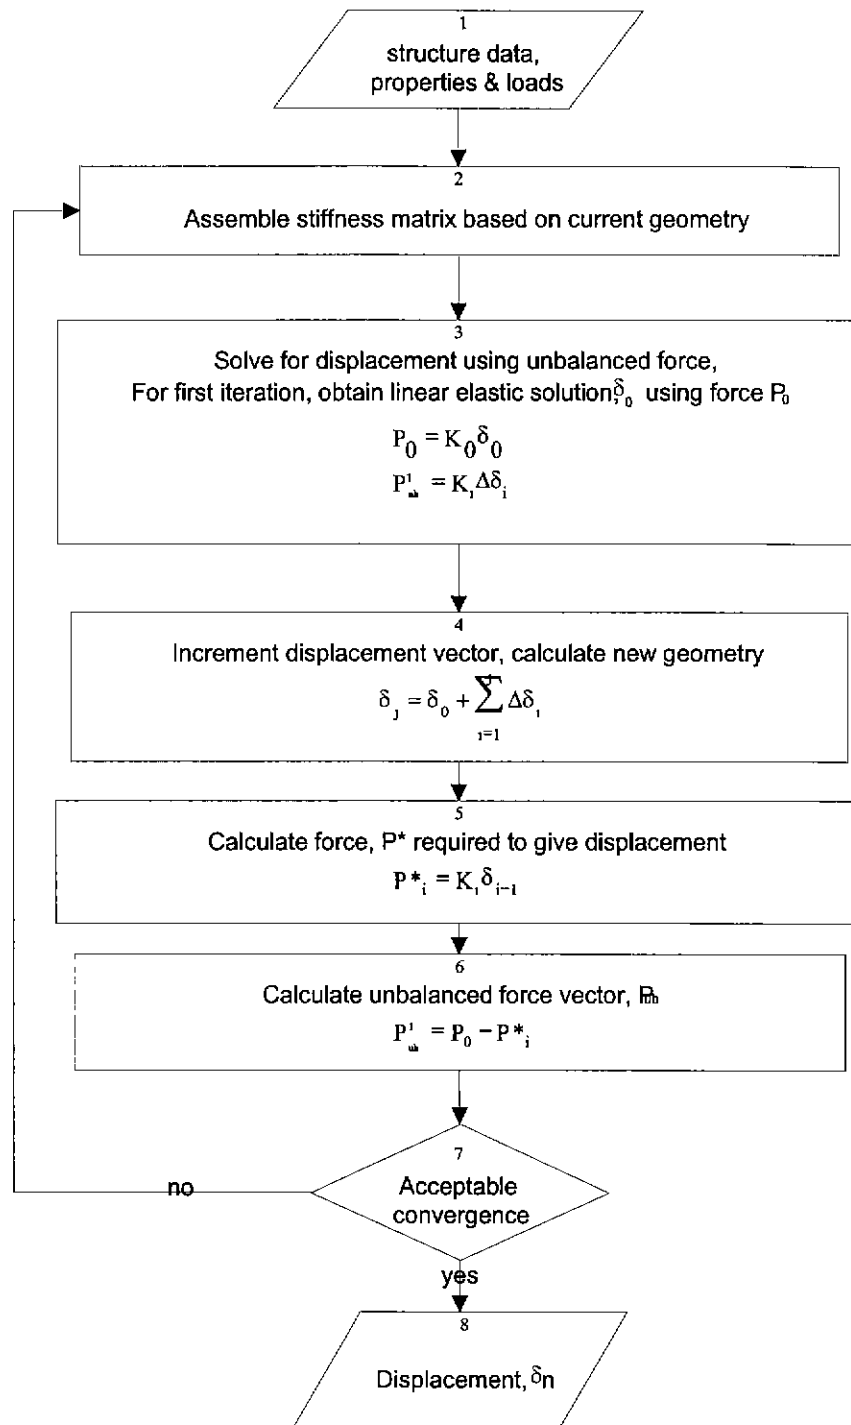 1
structure data,
properties & loads
2
Assemble stiffness matrix based on current geometry
3
Solve for displacement using unbalanced force,
For first iteration, obtain linear elastic solution, δ₀ using force P₀
P₀ = K₀δ₀
P¹ = KᵢΔδᵢ
4
Increment displacement vector, calculate new geometry
δⱼ = δ₀ + ∑ Δδᵢ
i=1
5
Calculate force, P* required to give displacement
P*ᵢ = Kᵢδᵢ₋₁
6
Calculate unbalanced force vector, P
P¹ = P₀ − P*ᵢ
7
Acceptable
convergence
no
yes
8
Displacement, δn